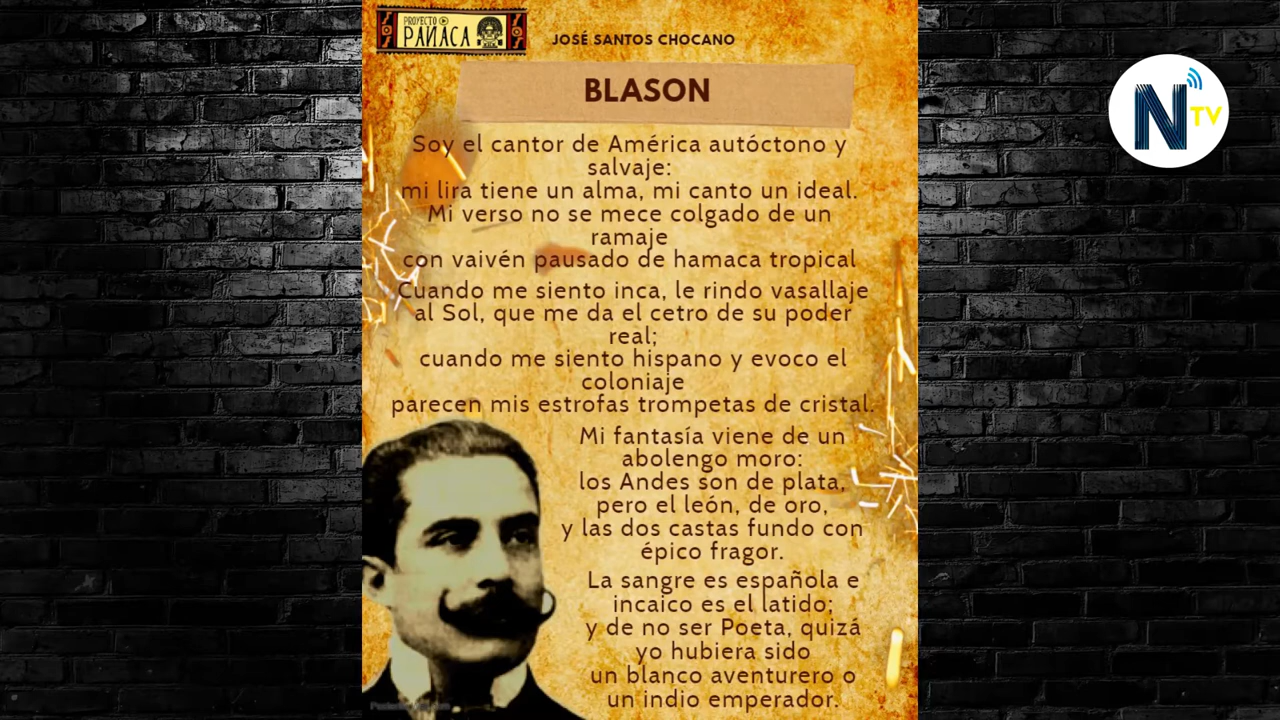 PROYECTO
PAÑACA
JOSÉ SANTOS CHOCANO
BLASON
N TV
Soy el cantor de América autóctono y
salvaje:
mi lira tiene un alma, mi canto un ideal.
Mi verso no se mece colgado de un
ramaje
con vaivén pausado de hamaca tropical
Cuando me siento inca, le rindo vasallaje
al Sol, que me da el cetro de su poder
real;
cuando me siento hispano y evoco el
coloniaje
parecen mis estrofas trompetas de cristal.
Mi fantasía viene de un
abolengo moro:
los Andes son de plata,
pero el león, de oro,
y las dos castas fundo con
épico fragor.
La sangre es española e
incaico es el latido;
y de no ser Poeta, quizá
yo hubiera sido
un blanco aventurero o
un indio emperador.